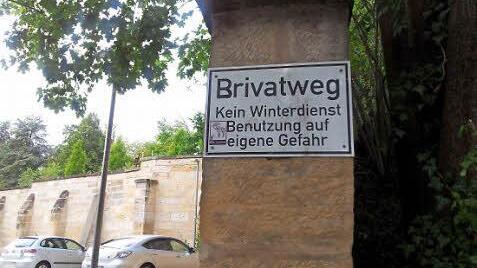 Brivatweg
Kein Winterdienst
Benutzung auf
eigene Gefahr